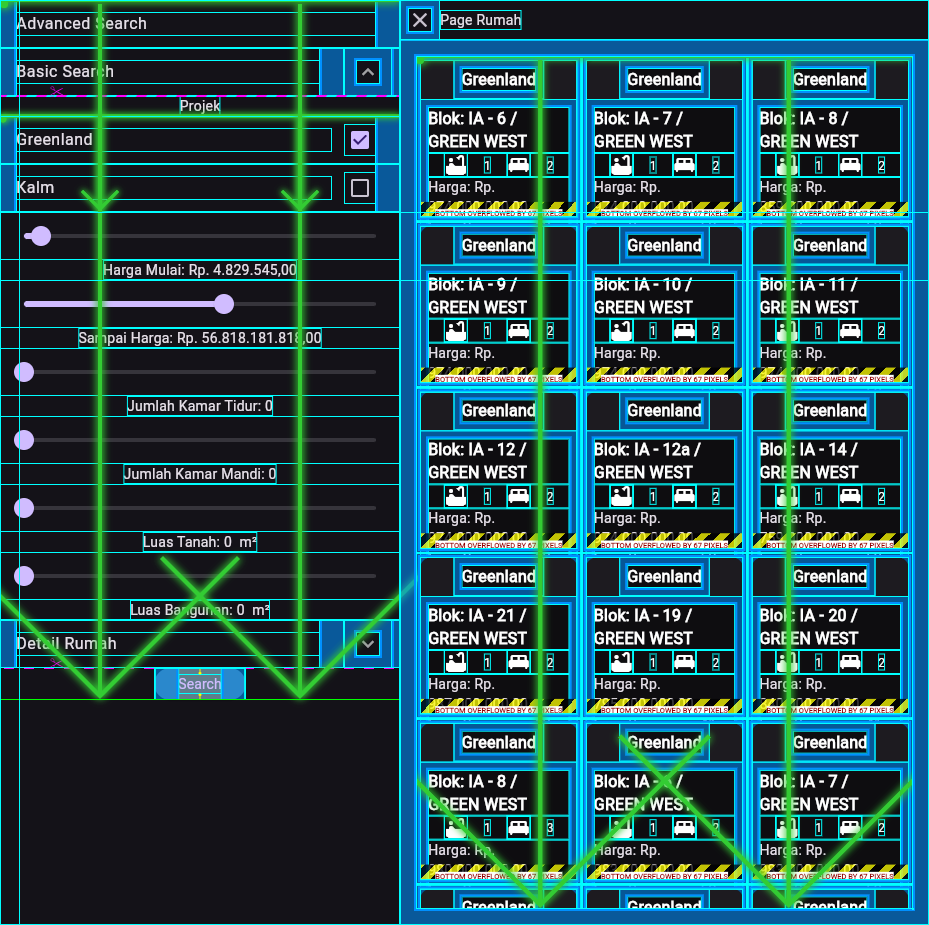 Advanced Search
Basic Search
Projek
Greenland
Kalm
Harga Mulai: Rp. 4.829.545,00
Sampai Harga: Rp. 56.818.181.818,00
Jumlah Kamar Tidur: 0
Jumlah Kamar Mandi: 0
Luas Tanah: 0 m²
Luas Bangunan: 0 m²
Detail Rumah
Search
Page Rumah
Greenland
Blok: IA - 6 /
GREEN WEST
1 2
Harga: Rp.
BOTTOM OVERFLOWED BY 67 PIXELS
Greenland
Blok: IA - 7 /
GREEN WEST
1 2
Harga: Rp.
BOTTOM OVERFLOWED BY 67 PIXELS
Greenland
Blok: IA - 8 /
GREEN WEST
1 2
Harga: Rp.
BOTTOM OVERFLOWED BY 67 PIXELS
Greenland
Blok: IA - 9 /
GREEN WEST
1 2
Harga: Rp.
BOTTOM OVERFLOWED BY 67 PIXELS
Greenland
Blok: IA - 10 /
GREEN WEST
1 2
Harga: Rp.
BOTTOM OVERFLOWED BY 67 PIXELS
Greenland
Blok: IA - 11 /
GREEN WEST
1 2
Harga: Rp.
BOTTOM OVERFLOWED BY 67 PIXELS
Greenland
Blok: IA - 12 /
GREEN WEST
1 2
Harga: Rp.
BOTTOM OVERFLOWED BY 67 PIXELS
Greenland
Blok: IA - 12a /
GREEN WEST
1 2
Harga: Rp.
BOTTOM OVERFLOWED BY 67 PIXELS
Greenland
Blok: IA - 14 /
GREEN WEST
1 2
Harga: Rp.
BOTTOM OVERFLOWED BY 67 PIXELS
Greenland
Blok: IA - 21 /
GREEN WEST
1 2
Harga: Rp.
BOTTOM OVERFLOWED BY 67 PIXELS
Greenland
Blok: IA - 19 /
GREEN WEST
1 2
Harga: Rp.
BOTTOM OVERFLOWED BY 67 PIXELS
Greenland
Blok: IA - 20 /
GREEN WEST
1 2
Harga: Rp.
BOTTOM OVERFLOWED BY 67 PIXELS
Greenland
Blok: IA - 8 /
GREEN WEST
1 3
Harga: Rp.
BOTTOM OVERFLOWED BY 67 PIXELS
Greenland
Blok: IA - /
GREEN WEST
1 2
Harga: Rp.
BOTTOM OVERFLOWED BY 67 PIXELS
Greenland
Blok: IA - 7 /
GREEN WEST
1 2
Harga: Rp.
BOTTOM OVERFLOWED BY 67 PIXELS
Greenland
Greenland
Greenland